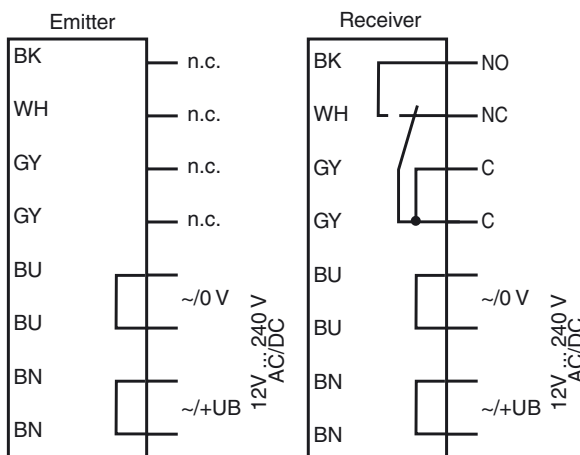 Emitter
BK n.c.
WH n.c.
GY n.c.
GY n.c.
BU
~/0 V
BU
BN
~/+UB
BN
12V ... 240 V
AC/DC
Receiver
BK NO
WH NC
GY C
GY C
BU
~/0 V
BU
BN
~/+UB
BN
12V ... 240 V
AC/DC